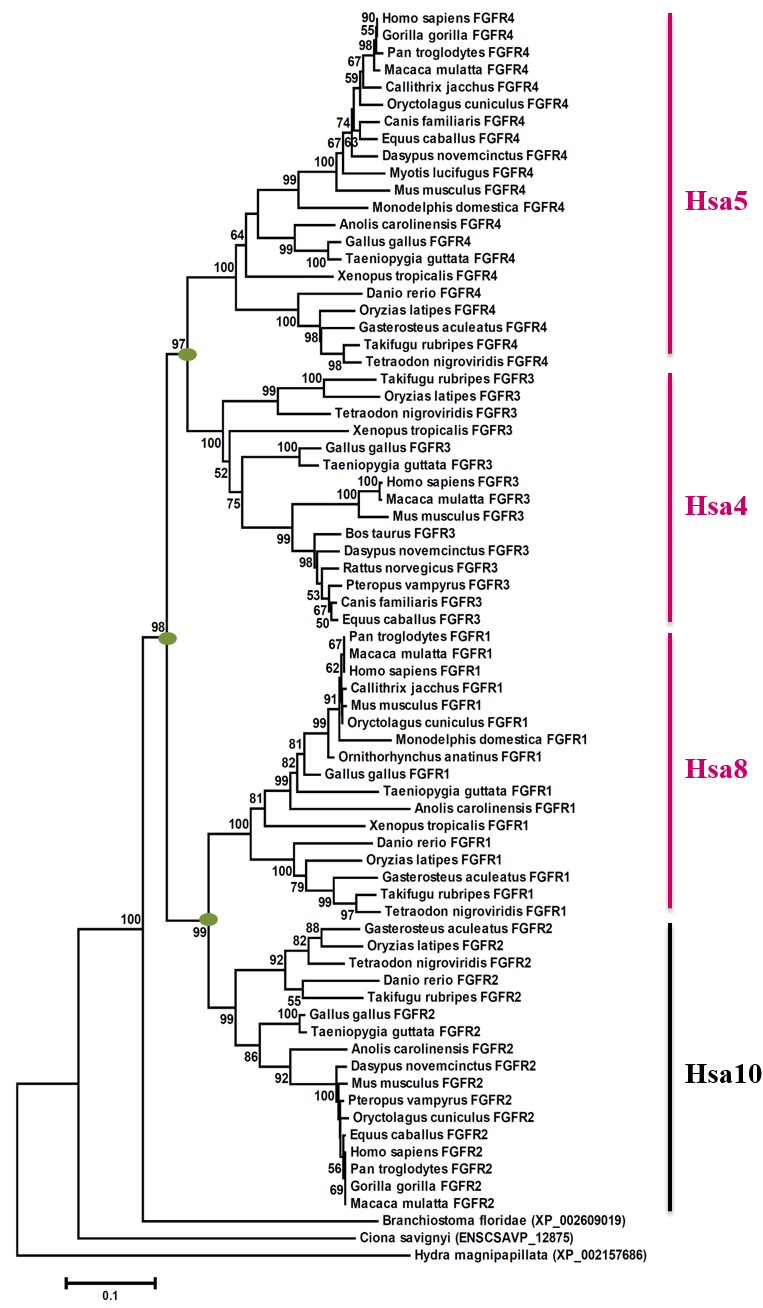 90 Homo sapiens FGFR4
55 Gorilla gorilla FGFR4
98 Pan troglodytes FGFR4
Macaca mulatta FGFR4
67 Callithrix jacchus FGFR4
59 Oryctolagus cuniculus FGFR4
74 Canis familiaris FGFR4
67 63 Equus caballus FGFR4
Dasypus novemcinctus FGFR4
100 Myotis lucifugus FGFR4
99 Mus musculus FGFR4
Hsa5
Monodelphis domestica FGFR4
64 Anolis carolinensis FGFR4
99 Gallus gallus FGFR4
100 Taeniopygia guttata FGFR4
100 Xenopus tropicalis FGFR4
Danio rerio FGFR4
100 Oryzias latipes FGFR4
98 Gasterosteus aculeatus FGFR4
97 Takifugu rubripes FGFR4
98 Tetraodon nigroviridis FGFR4
100 Takifugu rubripes FGFR3
99 Oryzias latipes FGFR3
Tetraodon nigroviridis FGFR3
100 Xenopus tropicalis FGFR3
100 Gallus gallus FGFR3
52 Taeniopygia guttata FGFR3
100 Homo sapiens FGFR3
100 Macaca mulatta FGFR3
75 Mus musculus FGFR3
Hsa4
99 Bos taurus FGFR3
98 Dasypus novemcinctus FGFR3
Rattus norvegicus FGFR3
53 Pteropus vampyrus FGFR3
67 Canis familiaris FGFR3
50 Equus caballus FGFR3
98 Pan troglodytes FGFR1
67 Macaca mulatta FGFR1
62 Homo sapiens FGFR1
Callithrix jacchus FGFR1
91 Mus musculus FGFR1
99 Oryctolagus cuniculus FGFR1
81 Monodelphis domestica FGFR1
82 Ornithorhynchus anatinus FGFR1
99 Gallus gallus FGFR1
Hsa8
81 Taeniopygia guttata FGFR1
Anolis carolinensis FGFR1
100 Xenopus tropicalis FGFR1
Danio rerio FGFR1
100 Oryzias latipes FGFR1
79 Gasterosteus aculeatus FGFR1
99 Takifugu rubripes FGFR1
97 Tetraodon nigroviridis FGFR1
100
99 88 Gasterosteus aculeatus FGFR2
82 Oryzias latipes FGFR2
92 Tetraodon nigroviridis FGFR2
Danio rerio FGFR2
55 Takifugu rubripes FGFR2
99 100 Gallus gallus FGFR2
Taeniopygia guttata FGFR2
86 Anolis carolinensis FGFR2
92 Dasypus novemcinctus FGFR2
Hsa10
Mus musculus FGFR2
100 Pteropus vampyrus FGFR2
Oryctolagus cuniculus FGFR2
Equus caballus FGFR2
Homo sapiens FGFR2
56 Pan troglodytes FGFR2
69 Gorilla gorilla FGFR2
Macaca mulatta FGFR2
Branchiostoma floridae (XP_002609019)
Ciona savignyi (ENSCSAVP_12875)
Hydra magnipapillata (XP_002157686)
0.1